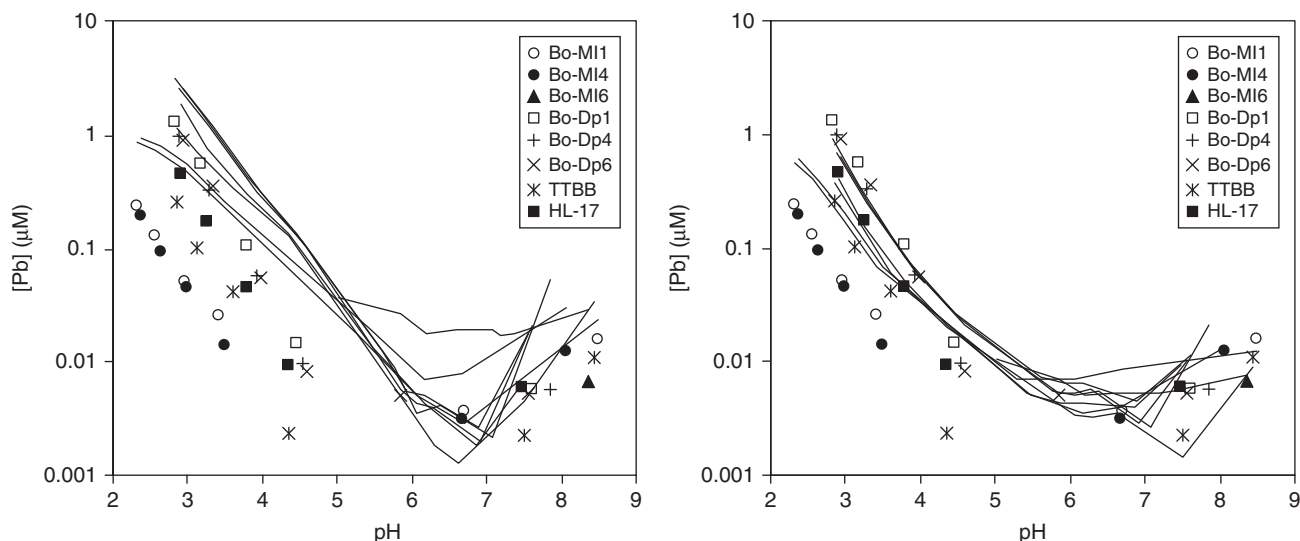 10
1
0.1
0.01
0.001
[Pb] (μM)
2 3 4 5 6 7 8 9
pH
Bo-MI1
Bo-MI4
Bo-MI6
Bo-Dp1
Bo-Dp4
Bo-Dp6
TTBB
HL-17
10
1
0.1
0.01
0.001
[Pb] (μM)
2 3 4 5 6 7 8 9
pH
Bo-MI1
Bo-MI4
Bo-MI6
Bo-Dp1
Bo-Dp4
Bo-Dp6
TTBB
HL-17